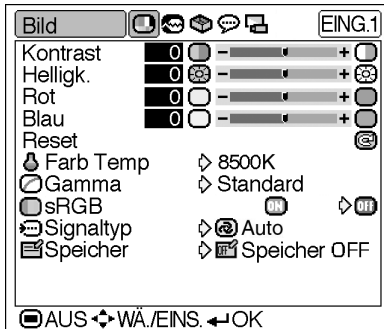 Bild EING.1
Kontrast 0 - +
Helligk. 0 - +
Rot 0 - +
Blau 0 - +
Reset
Farb Temp 8500K
Gamma Standard
sRGB ON OFF
Signaltyp Auto
Speicher OFF Speicher OFF
AUS WÄ./EINS. OK